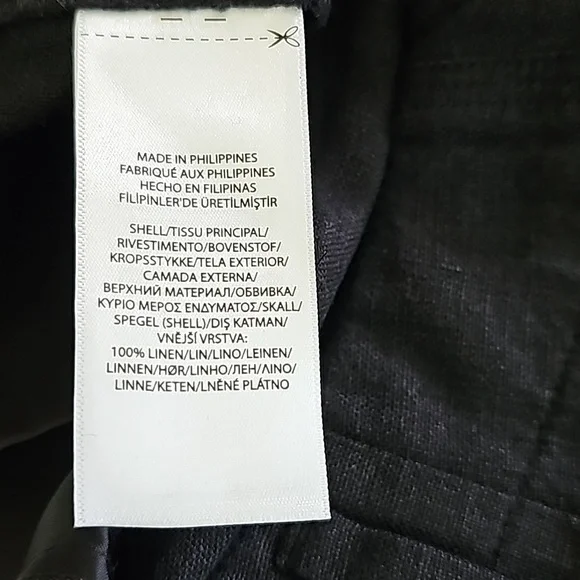 MADE IN PHILIPPINES
FABRIQUÉ AUX PHILIPPINES
HECHO EN FILIPINAS
FİLİPİNLER'DE ÜRETİLMİŞTİR
SHELL/TISSU PRINCIPAL/
RIVESTIMENTO/BOVENSTOF/
KROPSSTYKKE/TELA EXTERIOR/
CAMADA EXTERNA/
ВЕРХНИЙ МАТЕРИАЛ/ОБВИВКА/
ΚΥΡΙΟ ΜΕΡΟΣ ΕΝΔΥΜΑΤΟΣ/SKALL/
SPEGEL (SHELL)/DIŞ KATMAN/
VNĚJŠÍ VRSTVA:
100% LINEN/LIN/LINO/LEINEN/
LINNEN/HØR/LINHO/ЛЕН/ΛΙΝΟ/
LINNE/KETEN/LNĚNÉ PLÁTNO